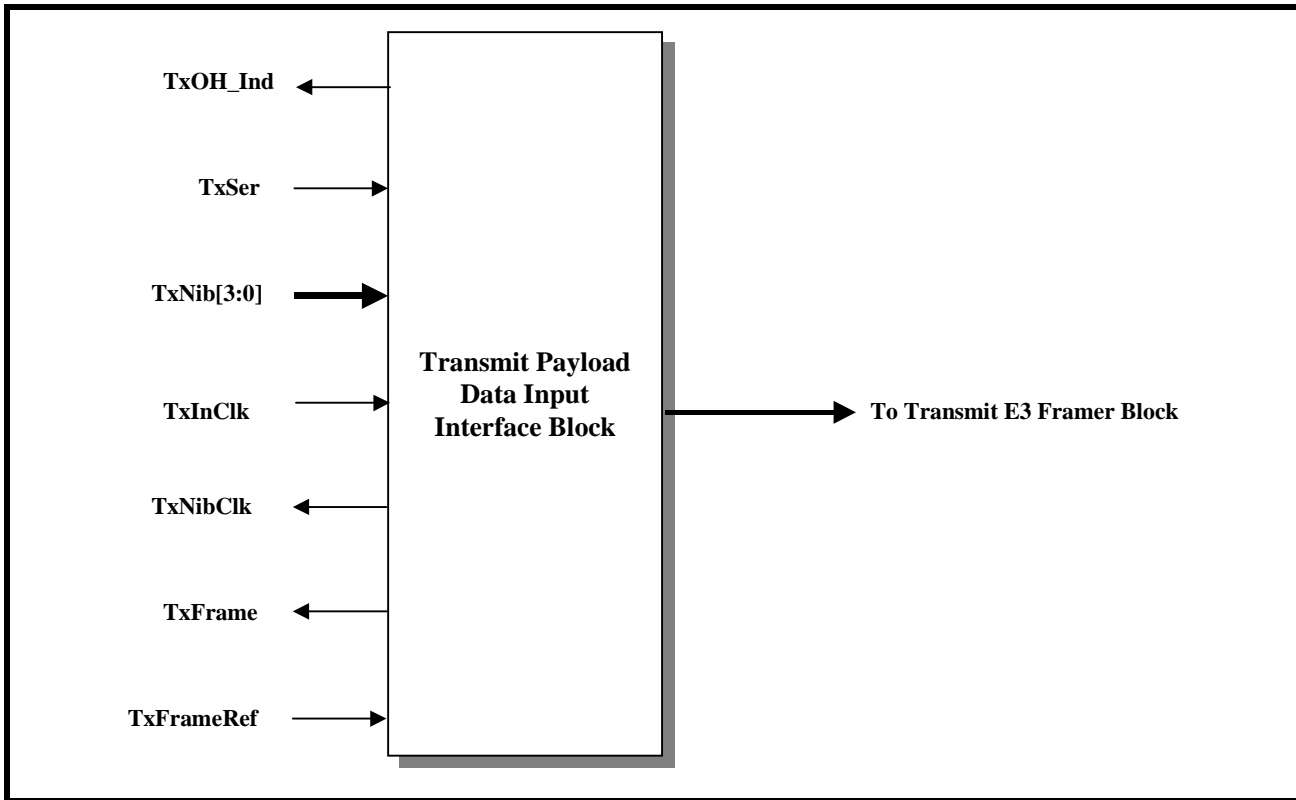 TxOH_Ind
TxSer
TxNib[3:0]
TxInClk
TxNibClk
TxFrame
TxFrameRef
Transmit Payload
Data Input
Interface Block
To Transmit E3 Framer Block